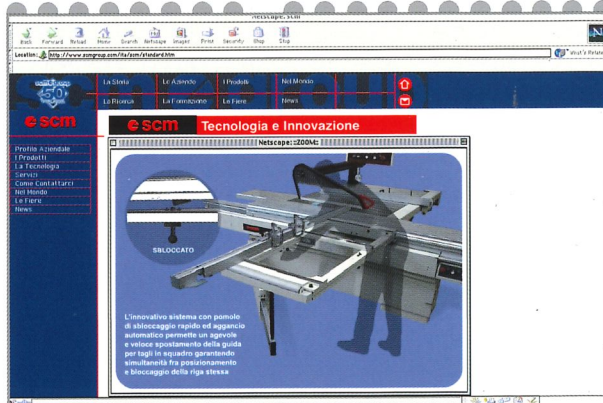 Netscape: scm
Back Forward Reload Home Search Netscape Images Print Security Shop Stop
Location: http://www.scmgroup.com/ita/scm/standard.htm
What's Relate
La Storia Le Aziende I Prodotti Nel Mondo
La Ricerca La Formazione Le Fiere News
50
scm
scm Tecnologia e Innovazione
Netscape: :ZOOM:
Profilo Aziendale
I Prodotti
La Tecnologia
Servizi
Come Contattarci
Nel Mondo
Le Fiere
News
SBLOCCATO
L'innovativo sistema con pomolo
di sbloccaggio rapido ed aggancio
automatico permette un agevole
e veloce spostamento della guida
per tagli in squadro garantendo
simultaneità fra posizionamento
e bloccaggio della riga stessa